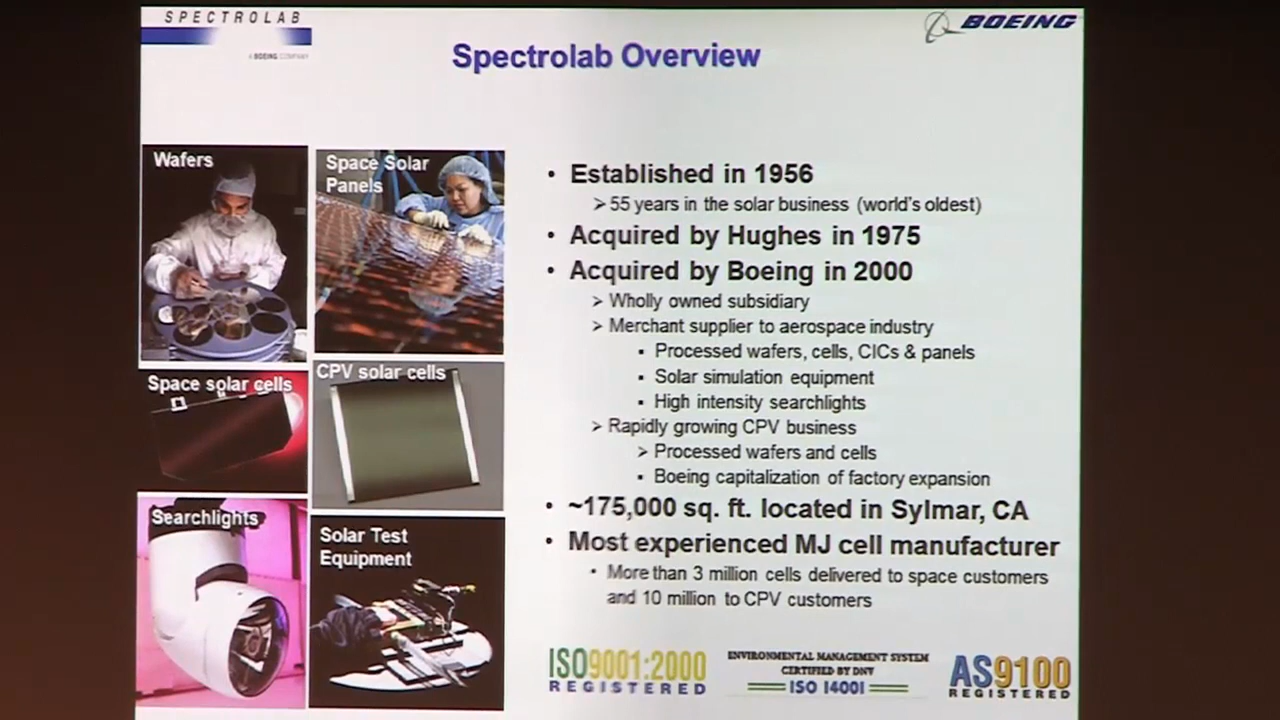 SPECTROLAB
A BOEING COMPANY
BOEING
Spectrolab Overview
Wafers
Space Solar
Panels
Space solar cells
CPV solar cells
Searchlights
Solar Test
Equipment
• Established in 1956
➢ 55 years in the solar business (world's oldest)
• Acquired by Hughes in 1975
• Acquired by Boeing in 2000
➢ Wholly owned subsidiary
➢ Merchant supplier to aerospace industry
▪ Processed wafers, cells, CICs & panels
▪ Solar simulation equipment
▪ High intensity searchlights
➢ Rapidly growing CPV business
➢ Processed wafers and cells
▪ Boeing capitalization of factory expansion
• ~175,000 sq. ft. located in Sylmar, CA
• Most experienced MJ cell manufacturer
• More than 3 million cells delivered to space customers
and 10 million to CPV customers
ISO9001:2000
REGISTERED
ENVIRONMENTAL MANAGEMENT SYSTEM
CERTIFIED BY DNV
ISO 14001
AS9100
REGISTERED